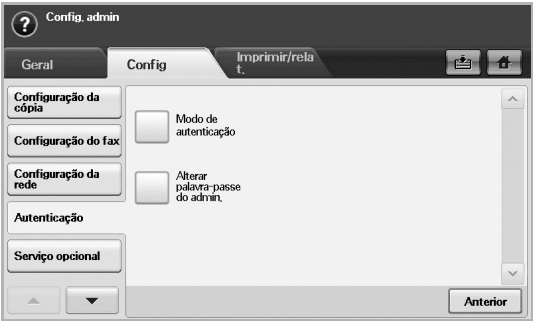 Config. admin
Geral
Config
Imprimir/rela
t.
Configuração da
cópia
Configuração do fax
Configuração da
rede
Autenticação
Serviço opcional
Modo de
autenticação
Alterar
palavra-passe
do admin.
Anterior